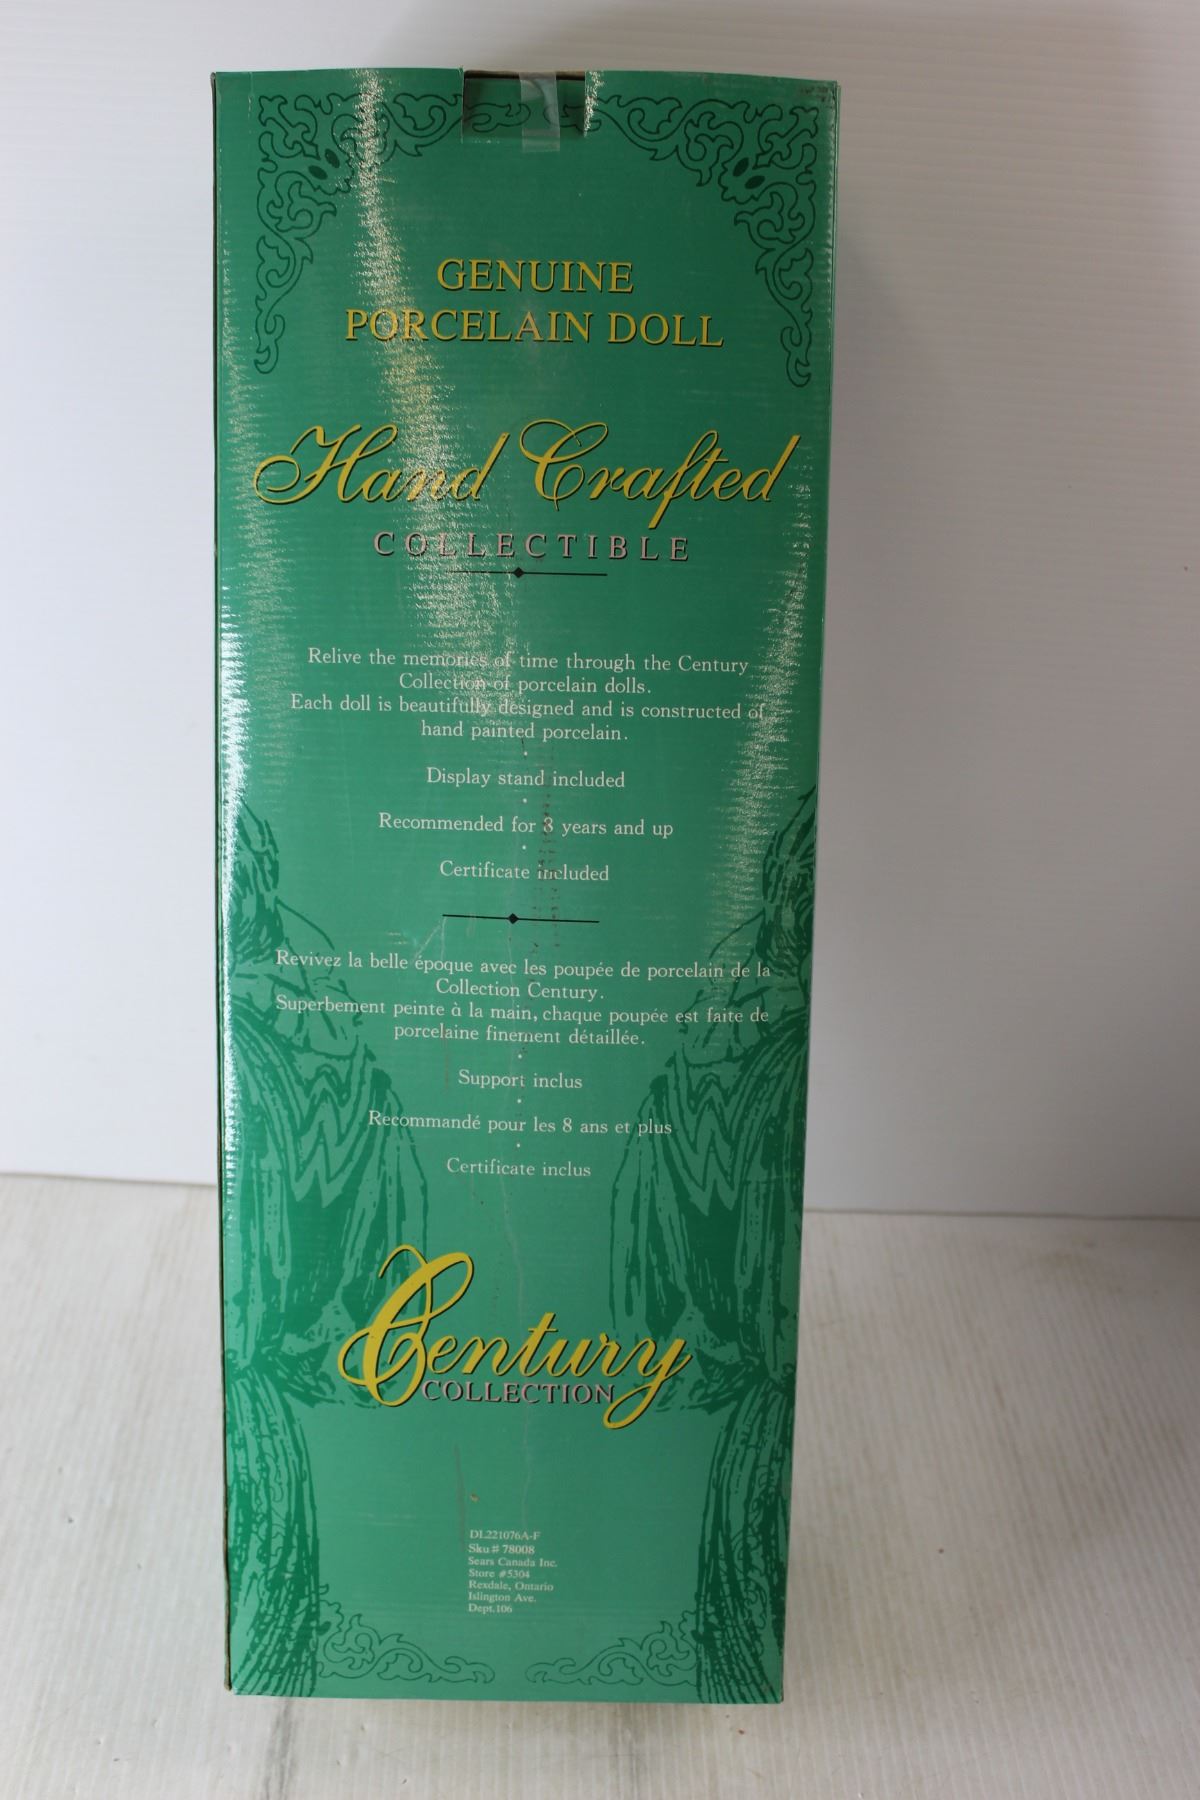 GENUINE
PORCELAIN DOLL
Hand Crafted
COLLECTIBLE
Relive the memories of time through the Century
Collection of porcelain dolls.
Each doll is beautifully designed and is constructed of
hand painted porcelain.
•
Display stand included
•
Recommended for 8 years and up
•
Certificate included
Revivez la belle époque avec les poupée de porcelain de la
Collection Century.
Superbement peinte à la main, chaque poupée est faite de
porcelaine finement détaillée.
•
Support inclus
•
Recommandé pour les 8 ans et plus
•
Certificate inclus
Century
COLLECTION
DL221076A-F
Sku # 78008
Sears Canada Inc.
Store #5304
Rexdale, Ontario
Islington Ave.
Dept.106